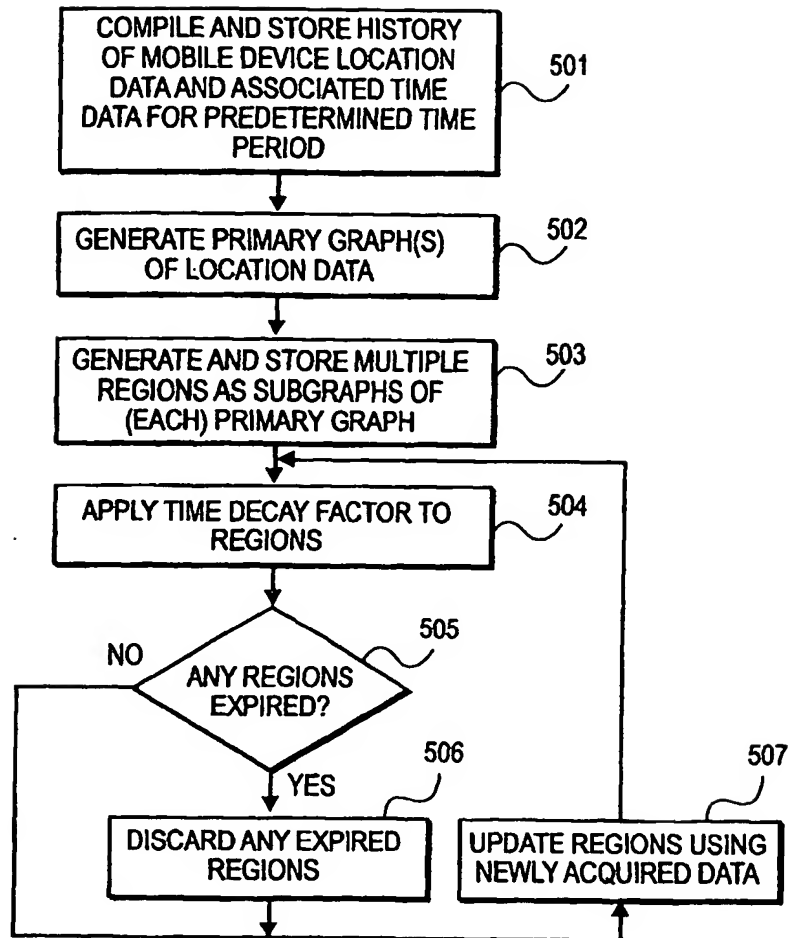 COMPILE AND STORE HISTORY
OF MOBILE DEVICE LOCATION
DATA AND ASSOCIATED TIME
DATA FOR PREDETERMINED TIME
PERIOD
501
GENERATE PRIMARY GRAPH(S)
OF LOCATION DATA
502
GENERATE AND STORE MULTIPLE
REGIONS AS SUBGRAPHS OF
(EACH) PRIMARY GRAPH
503
APPLY TIME DECAY FACTOR TO
REGIONS
504
NO
ANY REGIONS
EXPIRED?
505
YES
506
DISCARD ANY EXPIRED
REGIONS
507
UPDATE REGIONS USING
NEWLY ACQUIRED DATA